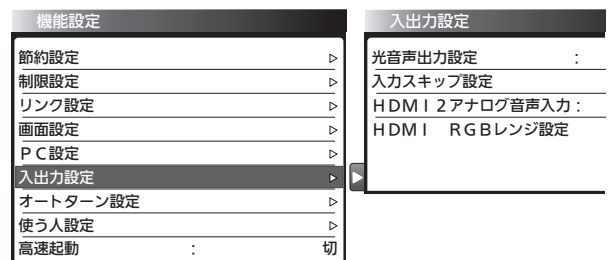 機能設定
節約設定
制限設定
リンク設定
画面設定
ＰＣ設定
入出力設定
オートターン設定
使う人設定
高速起動 : 切
入出力設定
光音声出力設定 :
入力スキップ設定
ＨＤＭＩ２アナログ音声入力 :
ＨＤＭＩ　ＲＧＢレンジ設定